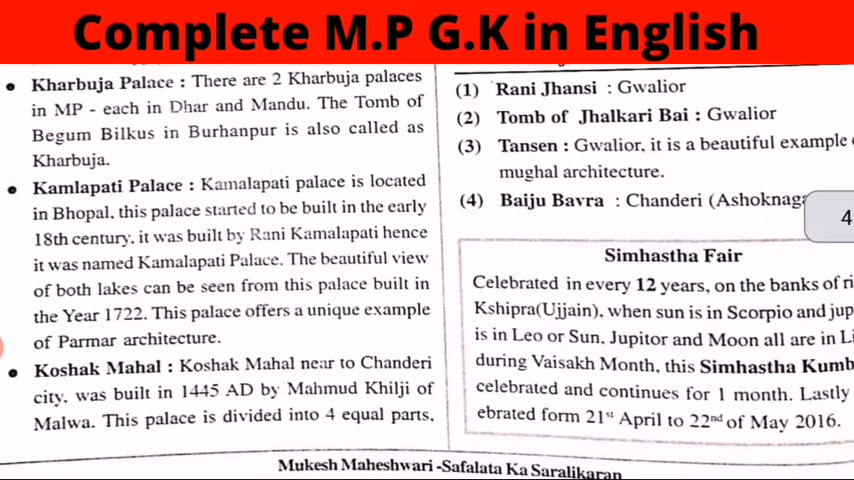 Complete M.P G.K in English
• Kharbuja Palace : There are 2 Kharbuja palaces
in MP - each in Dhar and Mandu. The Tomb of
Begum Bilkus in Burhanpur is also called as
Kharbuja.
• Kamlapati Palace : Kamalapati palace is located
in Bhopal, this palace started to be built in the early
18th century, it was built by Rani Kamalapati hence
it was named Kamalapati Palace. The beautiful view
of both lakes can be seen from this palace built in
the Year 1722. This palace offers a unique example
of Parmar architecture.
• Koshak Mahal : Koshak Mahal near to Chanderi
city, was built in 1445 AD by Mahmud Khilji of
Malwa. This palace is divided into 4 equal parts,
(1) Rani Jhansi : Gwalior
(2) Tomb of Jhalkari Bai : Gwalior
(3) Tansen : Gwalior, it is a beautiful example
mughal architecture.
(4) Baiju Bavra : Chanderi (Ashoknag
4
Simhastha Fair
Celebrated in every 12 years, on the banks of ri
Kshipra(Ujjain), when sun is in Scorpio and jup
is in Leo or Sun, Jupitor and Moon all are in Li
during Vaisakh Month, this Simhastha Kumb
celebrated and continues for 1 month. Lastly
ebrated form 21st April to 22nd of May 2016.
Mukesh Maheshwari -Safalata Ka Saralikaran